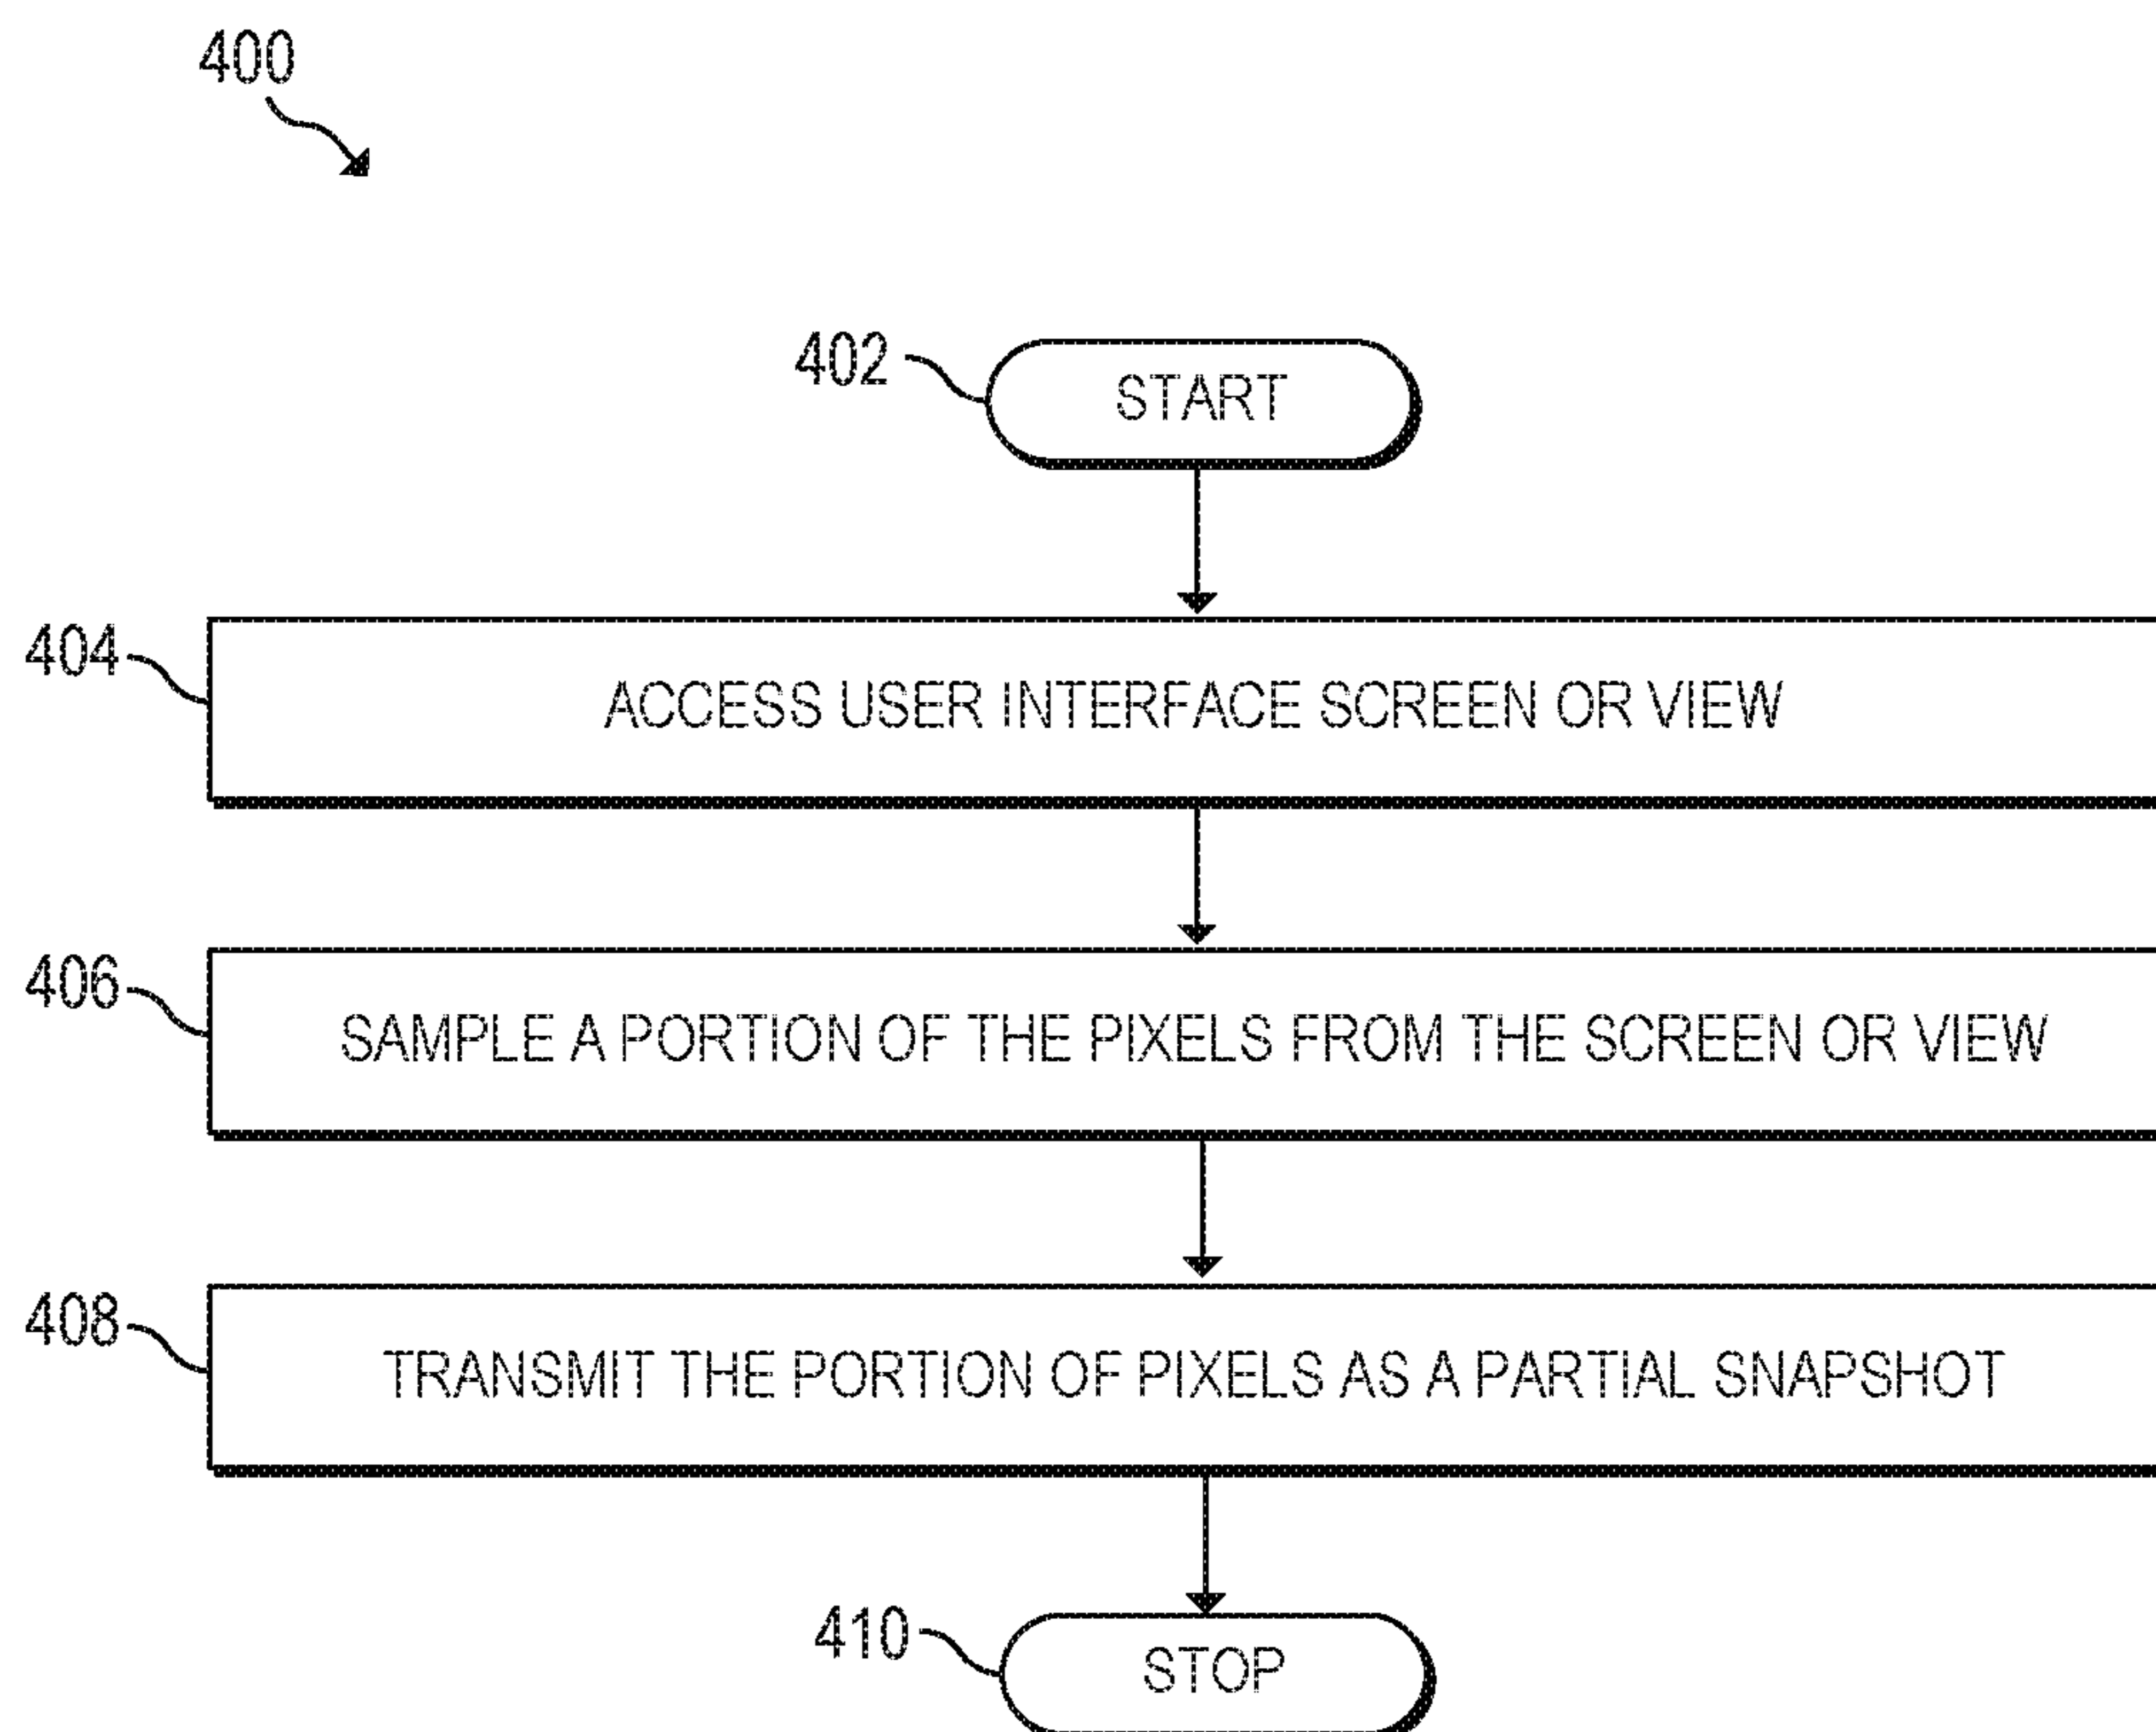 400
402
START
404
ACCESS USER INTERFACE SCREEN OR VIEW
406
SAMPLE A PORTION OF THE PIXELS FROM THE SCREEN OR VIEW
408
TRANSMIT THE PORTION OF PIXELS AS A PARTIAL SNAPSHOT
410
STOP